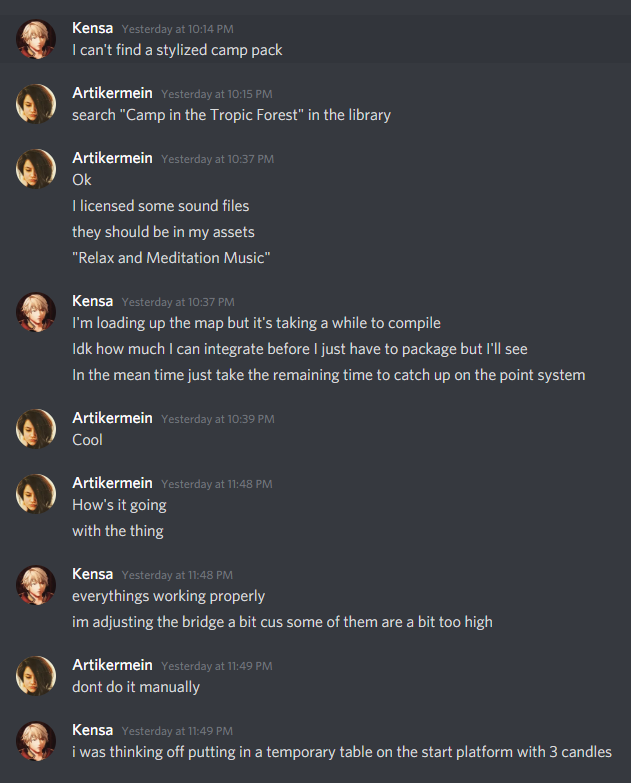 Kensa Yesterday at 10:14 PM
I can't find a stylized camp pack
Artikermein Yesterday at 10:15 PM
search "Camp in the Tropic Forest" in the library
Artikermein Yesterday at 10:37 PM
Ok
I licensed some sound files
they should be in my assets
"Relax and Meditation Music"
Kensa Yesterday at 10:37 PM
I'm loading up the map but it's taking a while to compile
Idk how much I can integrate before I just have to package but I'll see
In the mean time just take the remaining time to catch up on the point system
Artikermein Yesterday at 10:39 PM
Cool
Artikermein Yesterday at 11:48 PM
How's it going
with the thing
Kensa Yesterday at 11:48 PM
everythings working properly
im adjusting the bridge a bit cus some of them are a bit too high
Artikermein Yesterday at 11:49 PM
dont do it manually
Kensa Yesterday at 11:49 PM
i was thinking off putting in a temporary table on the start platform with 3 candles